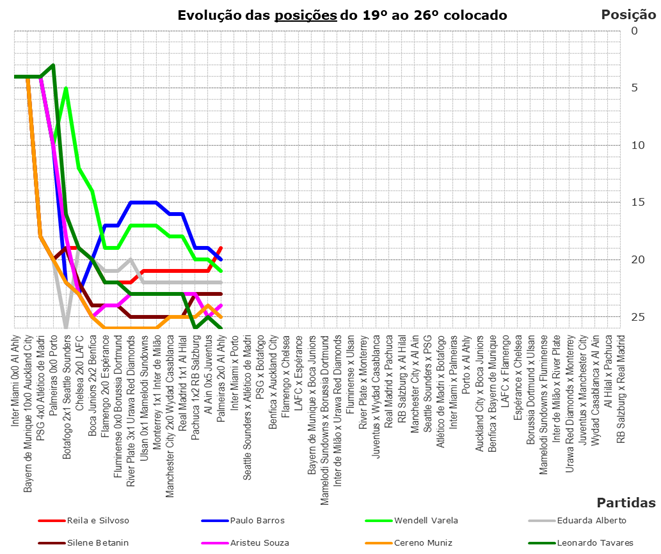 Evolução das posições do 19º ao 26º colocado
Posição
0
5
10
15
20
25
Inter Miami 0x0 Al Ahly
Bayern de Munique 10x0 Auckland City
PSG 4x0 Atlético de Madri
Palmeiras 0x0 Porto
Botafogo 2x1 Seattle Sounders
Chelsea 2x0 LAFC
Boca Juniors 2x2 Benfica
Flamengo 2x0 Espérance
Fluminense 0x0 Borussia Dortmund
River Plate 3x1 Urawa Red Diamonds
Ulsan 0x1 Mamelodi Sundowns
Monterrey 1x1 Inter de Milão
Manchester City 2x0 Wydad Casablanca
Real Madrid 1x1 Al Hilal
Pachuca 1x2 RB Salzburg
Al Ain 0x5 Juventus
Palmeiras 2x0 Al Ahly
Inter Miami x Porto
Seattle Sounders x Atlético de Madri
PSG x Botafogo
Benfica x Auckland City
Flamengo x Chelsea
LAFC x Espérance
Bayern de Munique x Boca Juniors
Mamelodi Sundowns x Borussia Dortmund
Inter de Milão x Urawa Red Diamonds
Fluminense x Ulsan
River Plate x Monterrey
Juventus x Wydad Casablanca
Real Madrid x Pachuca
RB Salzburg x Al Hilal
Manchester City x Al Ain
Seattle Sounders x PSG
Atlético de Madri x Botafogo
Inter Miami x Palmeiras
Porto x Al Ahly
Auckland City x Boca Juniors
Benfica x Bayern de Munique
LAFC x Flamengo
Espérance x Chelsea
Borussia Dortmund x Ulsan
Mamelodi Sundowns x Fluminense
Inter de Milão x River Plate
Urawa Red Diamonds x Monterrey
Juventus x Manchester City
Wydad Casablanca x Al Ain
Al Hilal x Pachuca
RB Salzburg x Real Madrid
Partidas
Reila e Silvoso
Paulo Barros
Wendell Varela
Eduarda Alberto
Silene Betanin
Aristeu Souza
Cereno Muniz
Leonardo Tavares